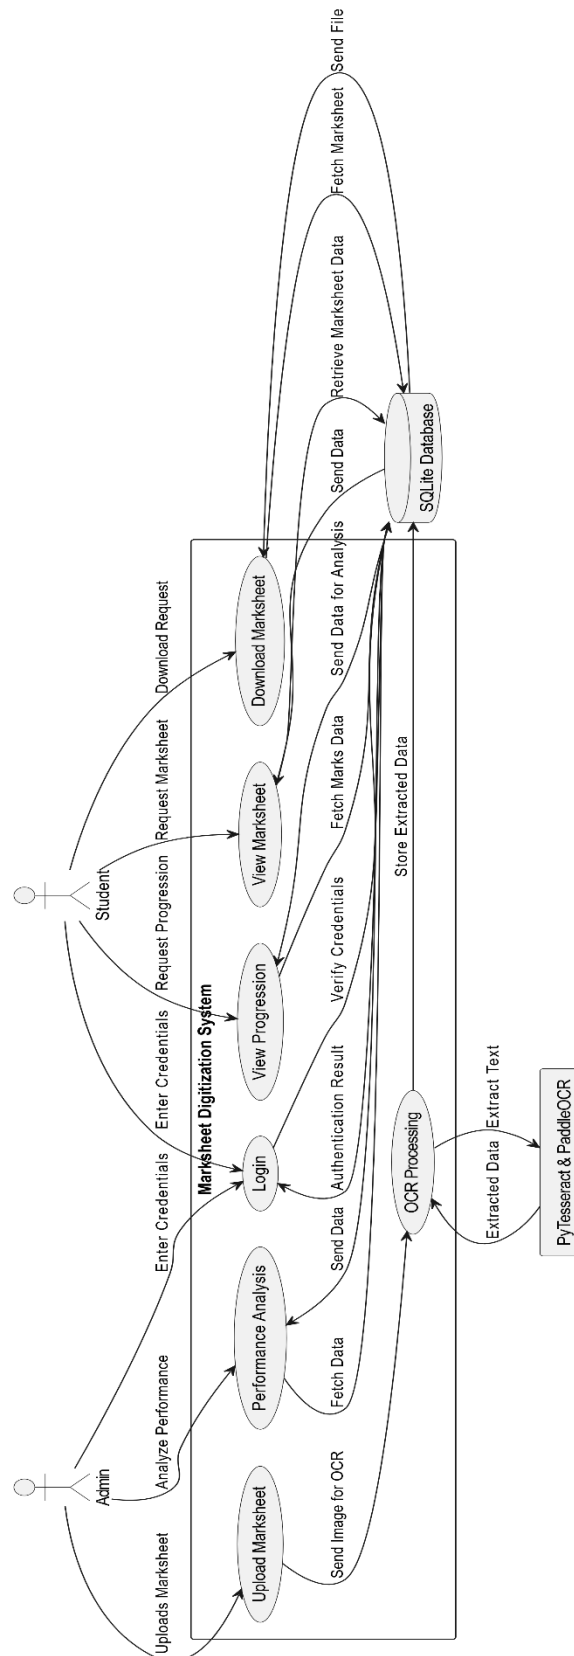 Admin
Student
Uploads Marksheet
Analyze Performance
Enter Credentials
Enter Credentials
Request Progression
Request Marksheet
Download Request
Marksheet Digitization System
Upload Marksheet
Performance Analysis
Login
View Progression
View Marksheet
Download Marksheet
Send Image for OCR
Fetch Data
Send Data
Authentication Result
Verify Credentials
Fetch Marks Data
Send Data for Analysis
Send Data
Retrieve Marksheet Data
Fetch Marksheet
Send File
OCR Processing
Store Extracted Data
SQLite Database
Extracted Data
Extract Text
PyTesseract & PaddleOCR